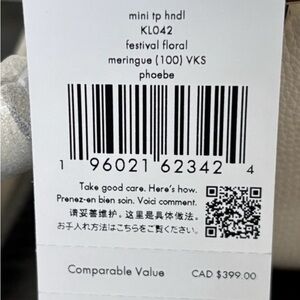 mini tp hndl
KL042
festival floral
meringue (100) VKS
phoebe
1 96021 62342 4
Take good care. Here's how.
Prenez-en bien soin. Voici comment.
请妥善维护。这里是具体做法。
お手入れ方法はこちらをご覧ください。
Comparable Value CAD $399.00